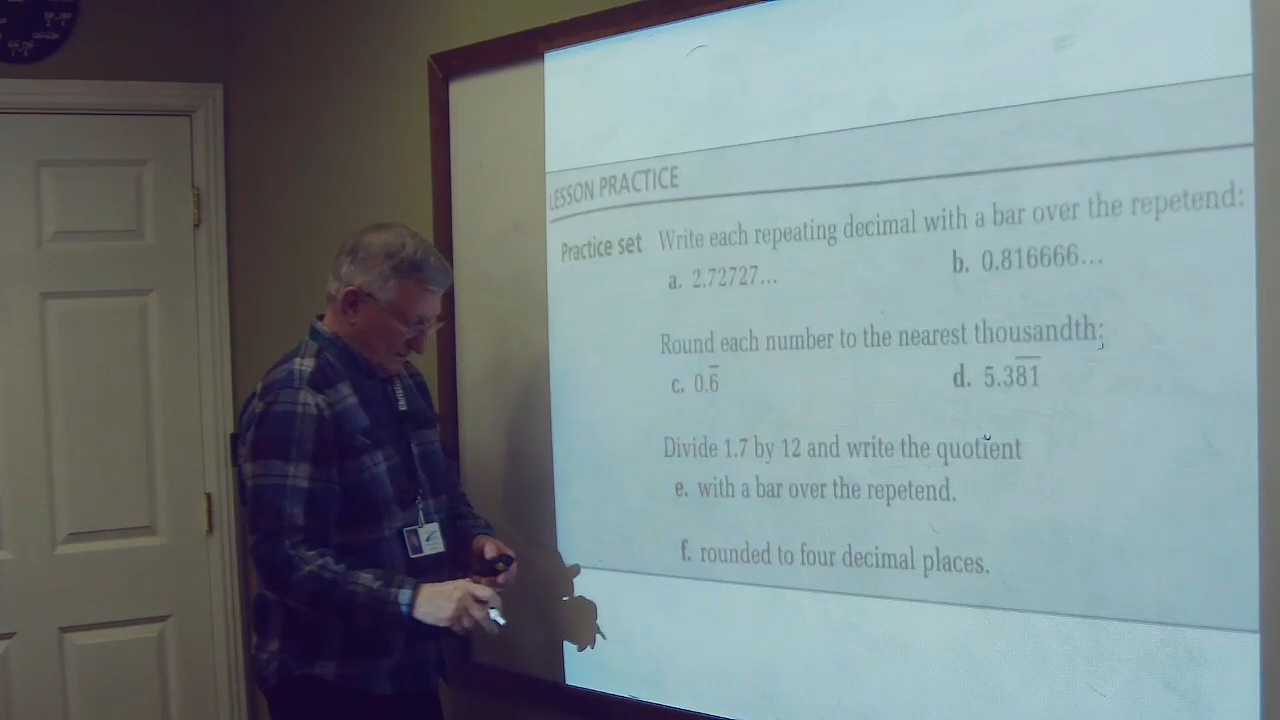 LESSON PRACTICE
Practice set Write each repeating decimal with a bar over the repetend:
a. 2.72727... b. 0.816666...
Round each number to the nearest thousandth:
c. 0.6̅ d. 5.38̅1̅
Divide 1.7 by 12 and write the quotient
e. with a bar over the repetend.
f. rounded to four decimal places.